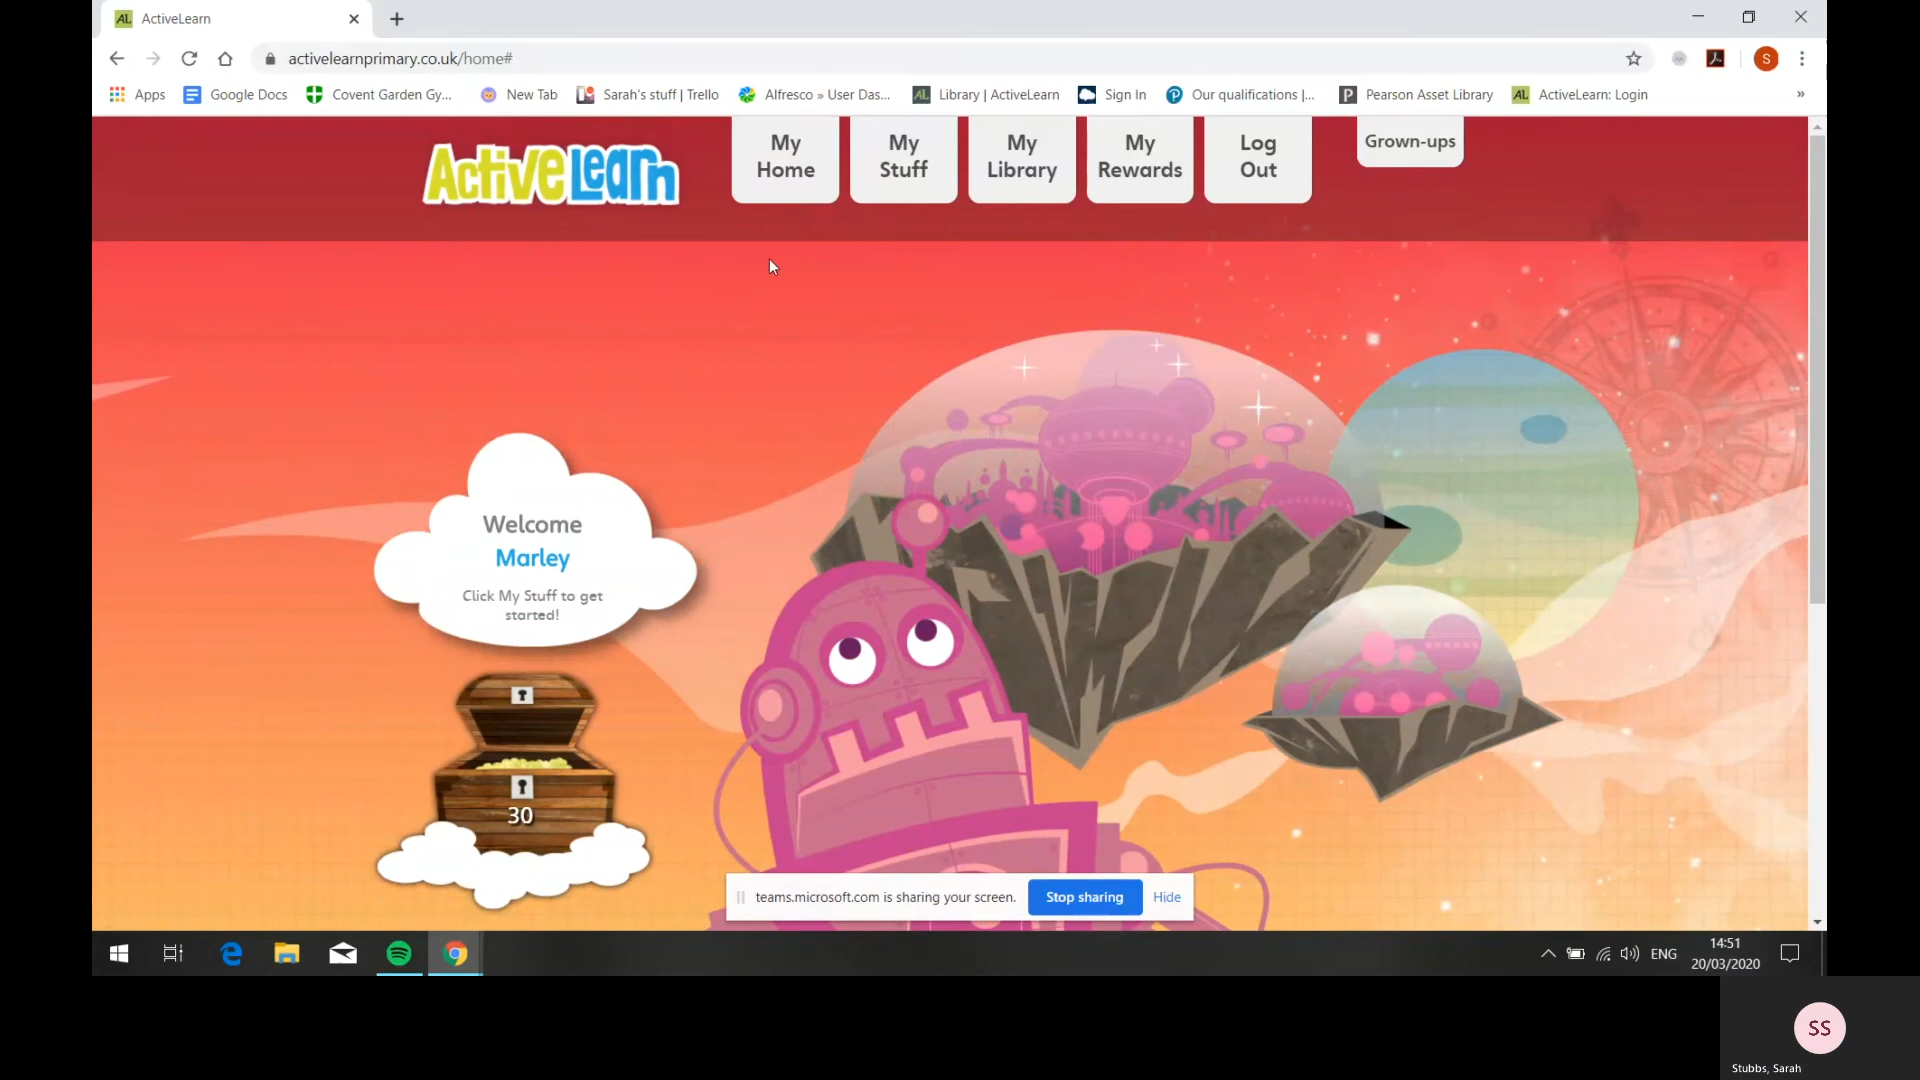 AL ActiveLearn
activelearnprimary.co.uk/home#
S
Apps Google Docs Covent Garden Gy... New Tab Sarah's stuff | Trello Alfresco » User Das... AL Library | ActiveLearn Sign In Our qualifications |... Pearson Asset Library AL ActiveLearn: Login »
ActiveLearn
My Home
My Stuff
My Library
My Rewards
Log Out
Grown-ups
Welcome
Marley
Click My Stuff to get
started!
30
teams.microsoft.com is sharing your screen. Stop sharing Hide
ENG
14:51
20/03/2020
SS
Stubbs, Sarah